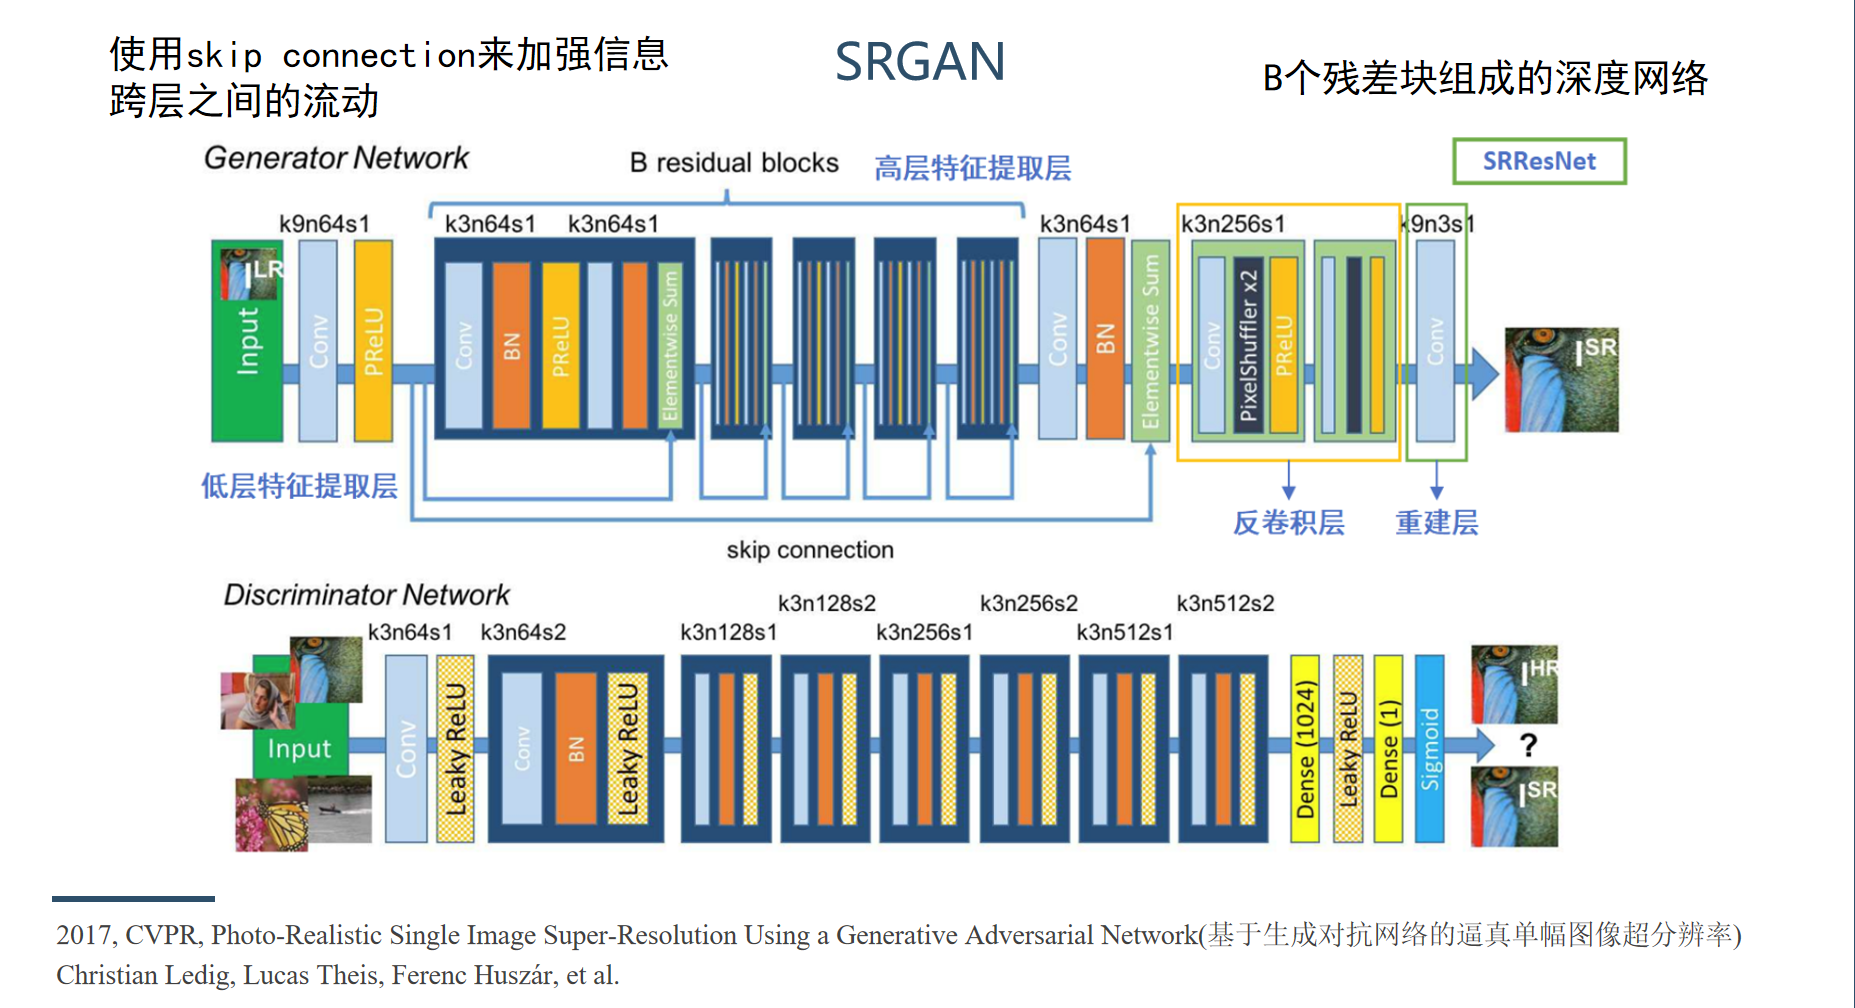 使用skip connection来加强信息
跨层之间的流动
SRGAN
B个残差块组成的深度网络
Generator Network
B residual blocks
高层特征提取层
SRResNet
k9n64s1
k3n64s1
k3n64s1
k3n64s1
k3n256s1
k9n3s1
Input
I^LR
Conv
PReLU
Conv
BN
PReLU
Elementwise Sum
Conv
BN
Elementwise Sum
Conv
PixelShuffler x2
PReLU
Conv
I^SR
低层特征提取层
反卷积层
重建层
skip connection
Discriminator Network
k3n64s1
k3n64s2
k3n128s1
k3n128s2
k3n256s1
k3n256s2
k3n512s1
k3n512s2
Input
Conv
Leaky ReLU
Conv
BN
Leaky ReLU
Dense (1024)
Leaky ReLU
Dense (1)
Sigmoid
I^HR
?
I^SR
2017, CVPR, Photo-Realistic Single Image Super-Resolution Using a Generative Adversarial Network(基于生成对抗网络的逼真单幅图像超分辨率)
Christian Ledig, Lucas Theis, Ferenc Huszár, et al.